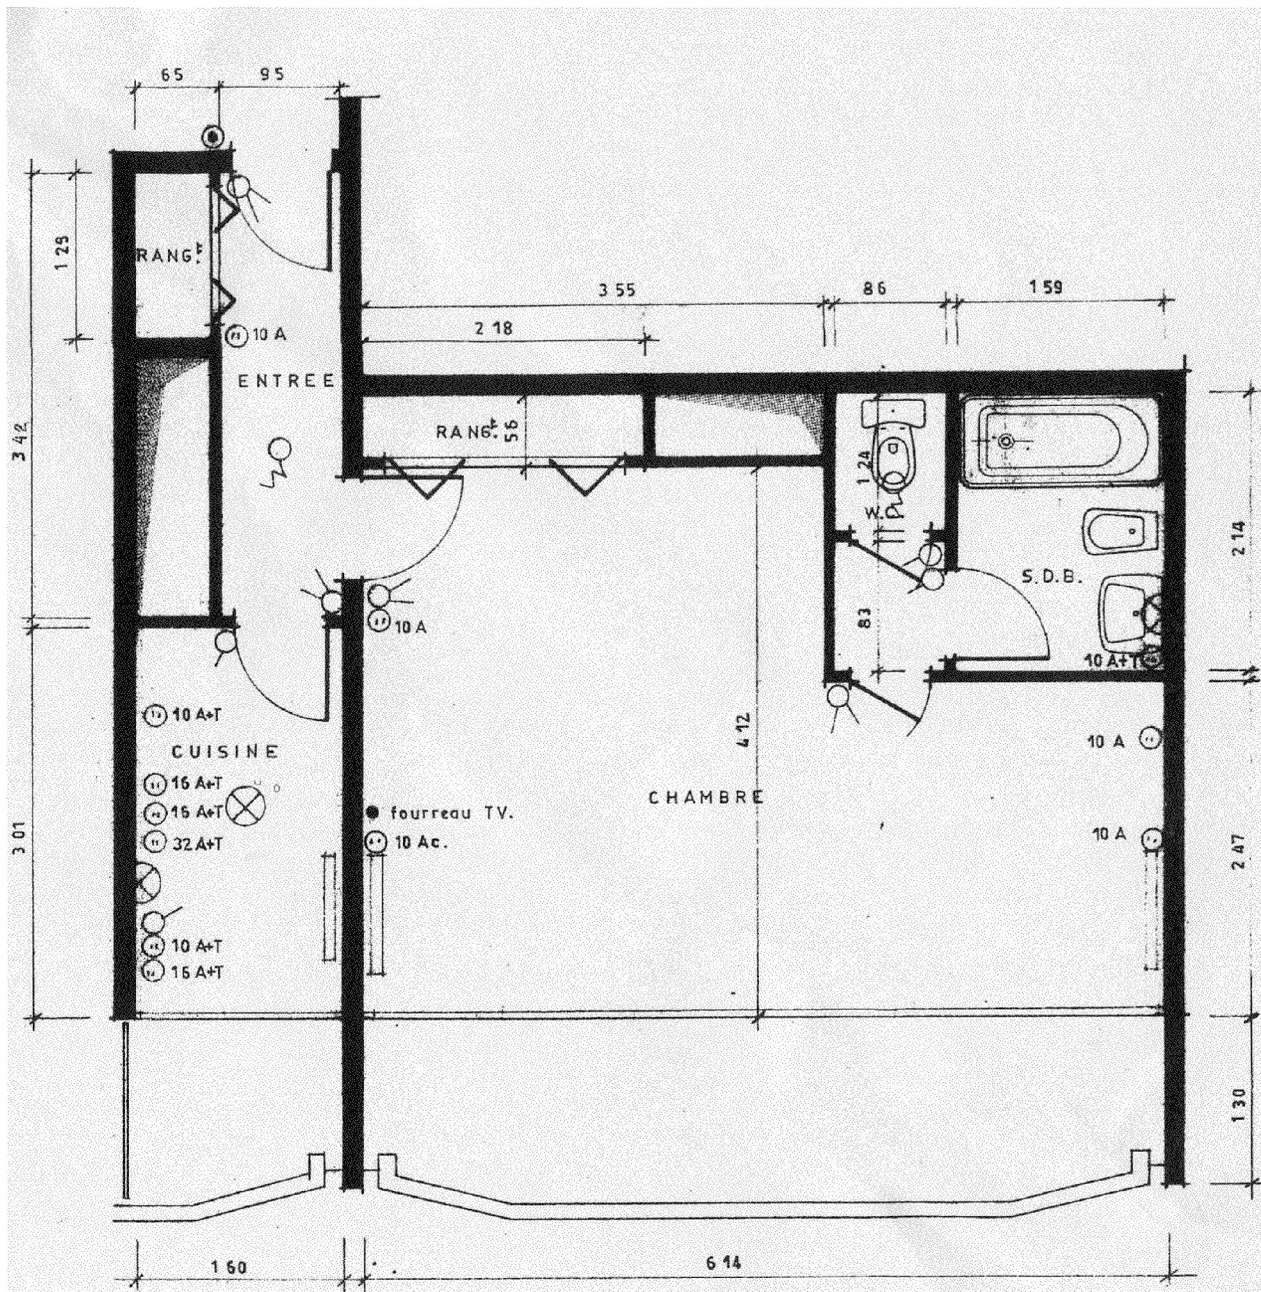 65 95
1 29
RANG.ᵗ
3 55 86 1 59
2 18
10 A
ENTREE
RANG.ᵗ
56
3 42
1 24
W.C.
2 14
S.D.B.
83
10 A
10 A+T
10 A+T
CUISINE
4 12
10 A
16 A+T
CHAMBRE
16 A+T
fourreau TV.
32 A+T
10 Ac.
10 A
3 01
2 47
10 A+T
16 A+T
1 30
1 60
6 14